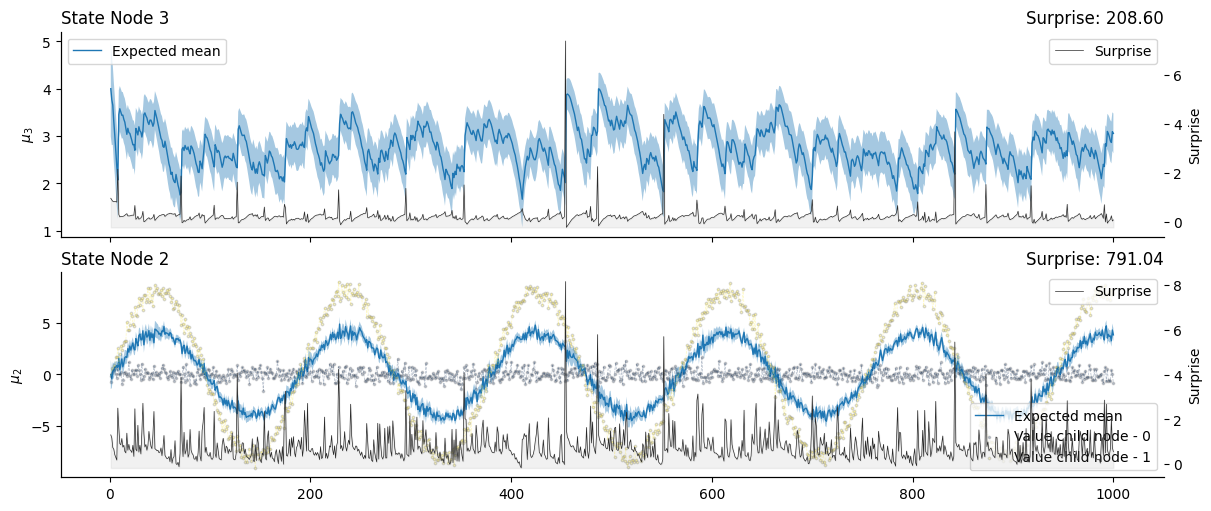 State Node 3
Surprise: 208.60
Expected mean
Surprise
5
4
3
2
1
μ3
6
4
2
0
Surprise
State Node 2
Surprise: 791.04
Surprise
5
0
−5
μ2
8
6
4
2
0
Surprise
Expected mean
Value child node - 0
Value child node - 1
0
200
400
600
800
1000